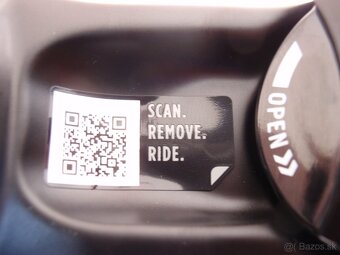 SCAN.
REMOVE.
RIDE.
OPEN >>
Bazos.sk